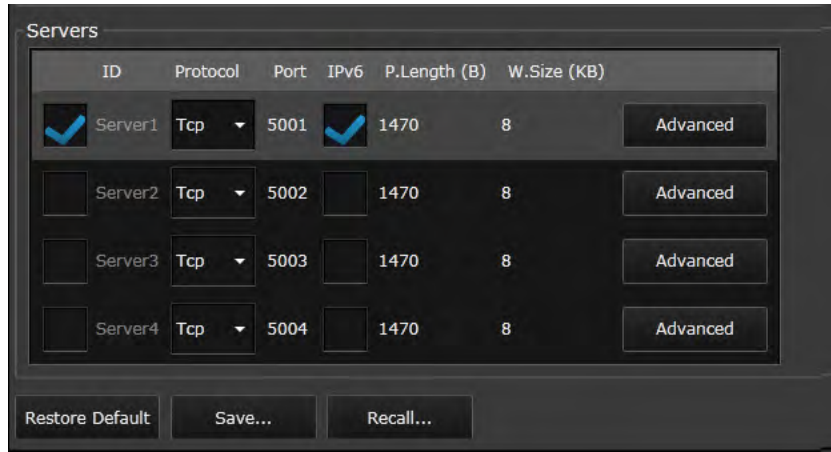 Servers
ID Protocol Port IPv6 P.Length (B) W.Size (KB)
Server1 Tcp 5001 1470 8 Advanced
Server2 Tcp 5002 1470 8 Advanced
Server3 Tcp 5003 1470 8 Advanced
Server4 Tcp 5004 1470 8 Advanced
Restore Default Save... Recall...